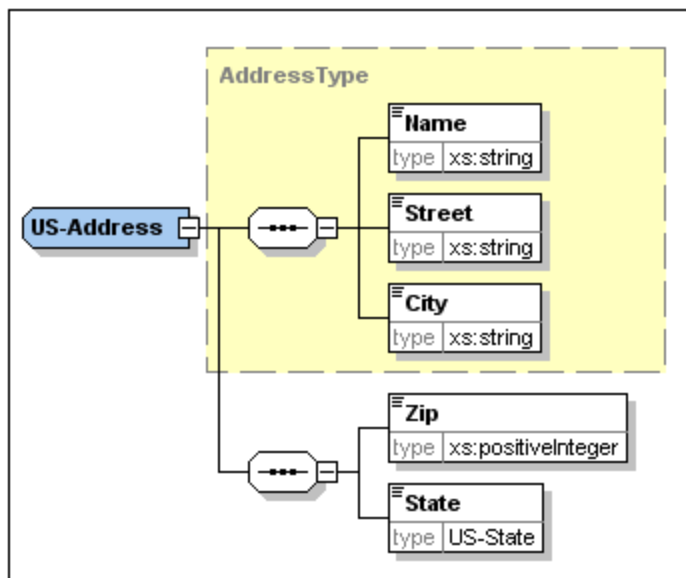 AddressType
Name
type xs:string
US-Address
Street
type xs:string
City
type xs:string
Zip
type xs:positiveInteger
State
type US-State